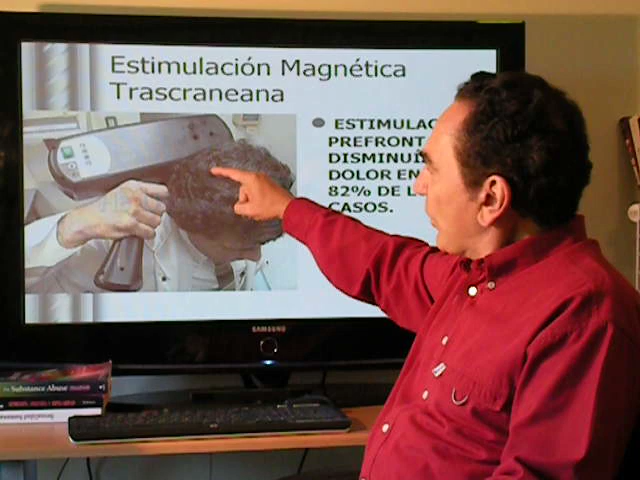 Estimulación Magnética
Trascraneana
ESTIMULAC
PREFRONT
DISMINUÍ
DOLOR EN
82% DE L
CASOS.
SAMSUNG
Substance Abuse